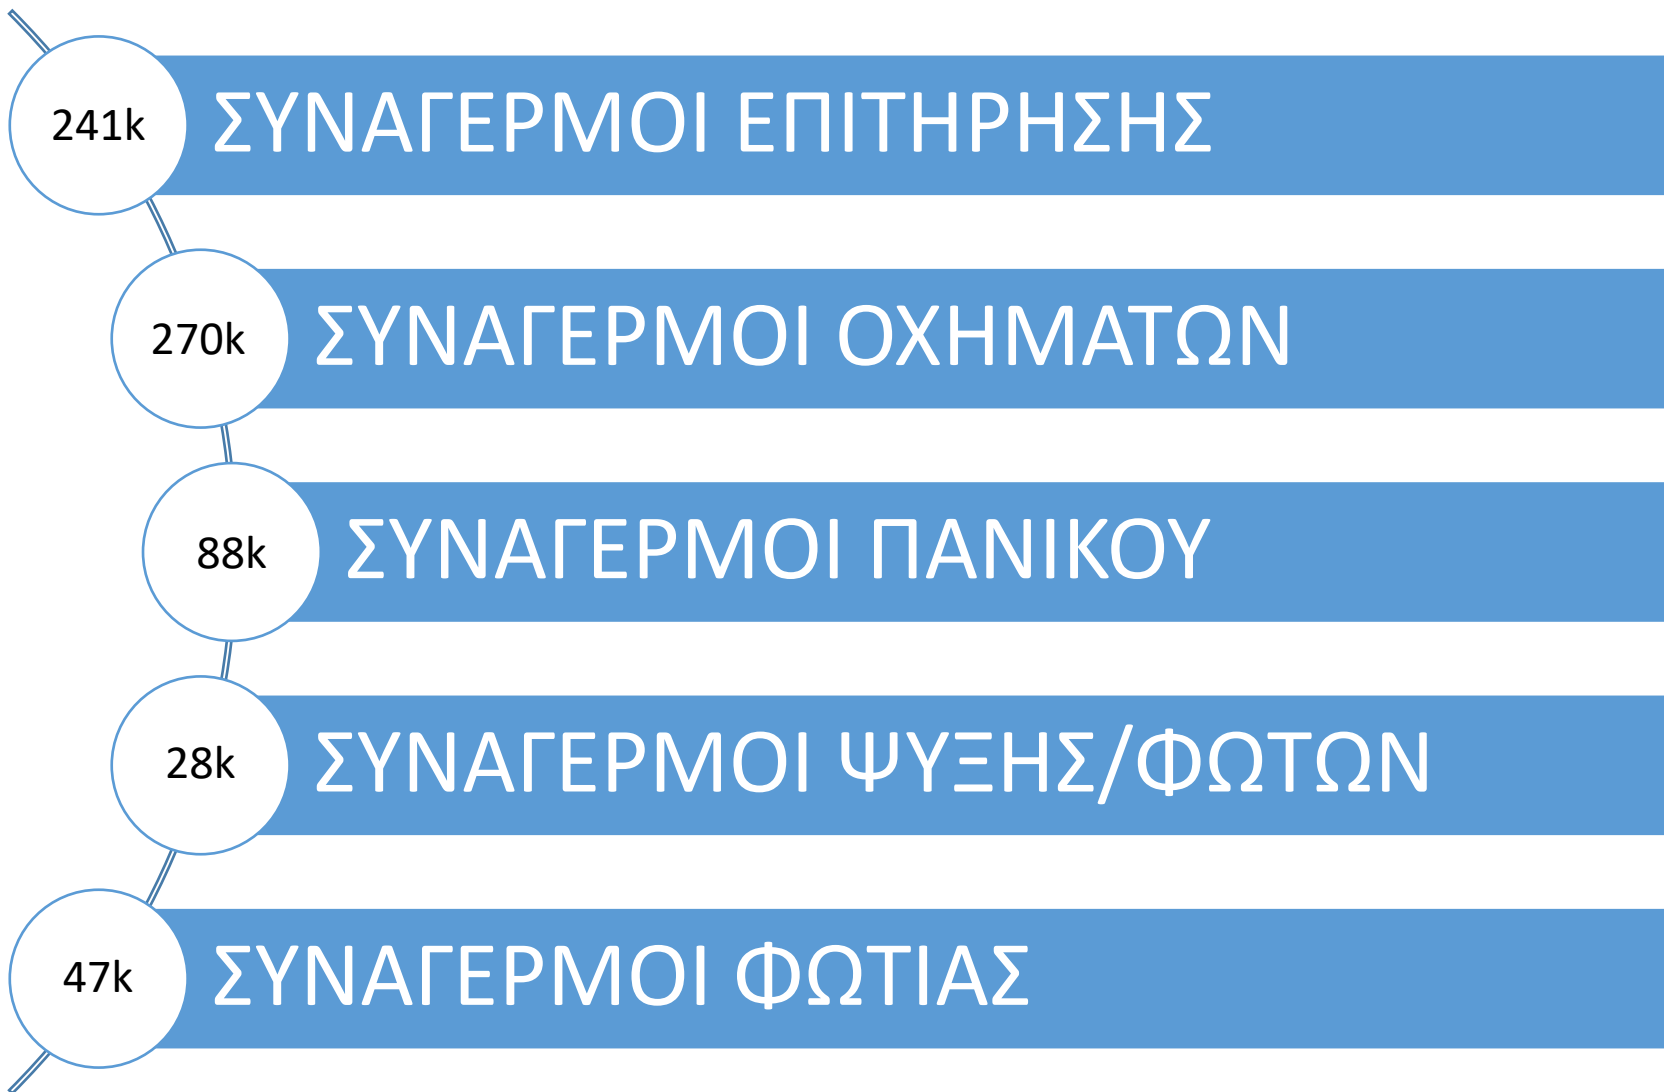 241k ΣΥΝΑΓΕΡΜΟΙ ΕΠΙΤΗΡΗΣΗΣ
270k ΣΥΝΑΓΕΡΜΟΙ ΟΧΗΜΑΤΩΝ
88k ΣΥΝΑΓΕΡΜΟΙ ΠΑΝΙΚΟΥ
28k ΣΥΝΑΓΕΡΜΟΙ ΨΥΞΗΣ/ΦΩΤΩΝ
47k ΣΥΝΑΓΕΡΜΟΙ ΦΩΤΙΑΣ